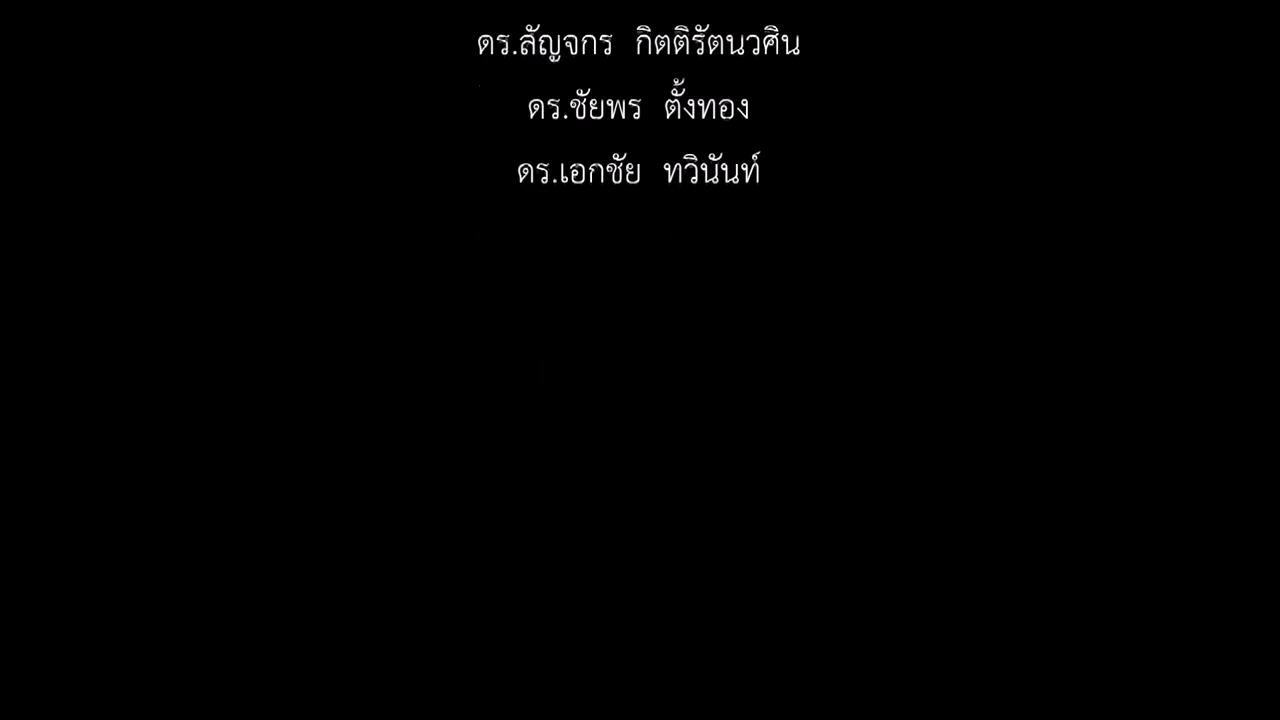 ดร.ลัญจกร กิตติรัตนวศิน
ดร.ชัยพร ตั้งทอง
ดร.เอกชัย ทวินันท์